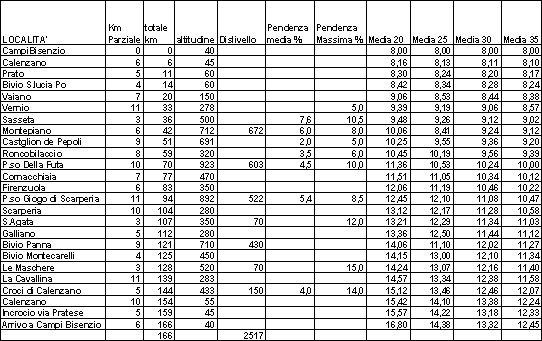 LOCALITA' Km Parziale totale km altitudine Dislivello Pendenza media % Pendenza Massima % Media 20 Media 25 Media 30 Media 35
Campi Bisenzio 0 0 40 8,00 8,00 8,00 8,00
Calenzano 6 6 45 8,16 8,13 8,11 8,10
Prato 5 11 60 8,30 8,24 8,20 8,17
Bivio S.lucia Po 4 14 60 8,42 8,34 8,28 8,24
Vaiano 7 20 150 9,06 8,53 8,44 8,38
Vernio 11 33 278 5,0 9,39 9,19 9,06 8,57
Sasseta 3 36 500 7,6 10,5 9,48 9,26 9,12 9,02
Montepiano 6 42 712 672 6,0 8,0 10,06 8,41 9,24 9,12
Castglion de Pepoli 9 51 691 2,0 5,0 10,25 9,55 9,36 9,20
Roncobilaccio 8 59 320 3,5 6,0 10,45 10,19 9,56 9,39
P.so Della Futa 10 70 923 603 4,5 10,0 11,36 10,53 10,24 10,00
Cornacchiaia 7 77 470 11,51 11,05 10,34 10,12
Firenzuola 6 83 350 12,06 11,19 10,46 10,22
P.so Giogo di Scarperia 11 94 892 522 5,4 8,5 12,45 12,10 11,08 10,47
Scarperia 10 104 280 13,12 12,17 11,28 10,58
S.Agata 3 107 350 70 12,0 13,21 12,29 11,34 11,03
Galliano 5 112 280 13,36 12,50 11,44 11,12
Bivio Panna 9 121 710 430 14,06 11,10 12,02 11,27
Bivio Montecarelli 4 125 450 14,15 13,00 12,10 11,34
Le Maschere 3 128 520 70 15,0 14,24 13,07 12,16 11,40
La Cavallina 11 139 283 14,57 13,34 12,38 11,58
Croci di Calenzano 5 144 433 150 4,0 14,0 15,12 13,46 12,46 12,07
Calenzano 10 154 55 15,42 14,10 13,38 12,24
Incrocio via Pratese 5 159 45 15,57 14,22 13,18 12,33
Arrivo a Campi Bisenzio 6 166 40 16,80 14,38 13,32 12,45
166 2517